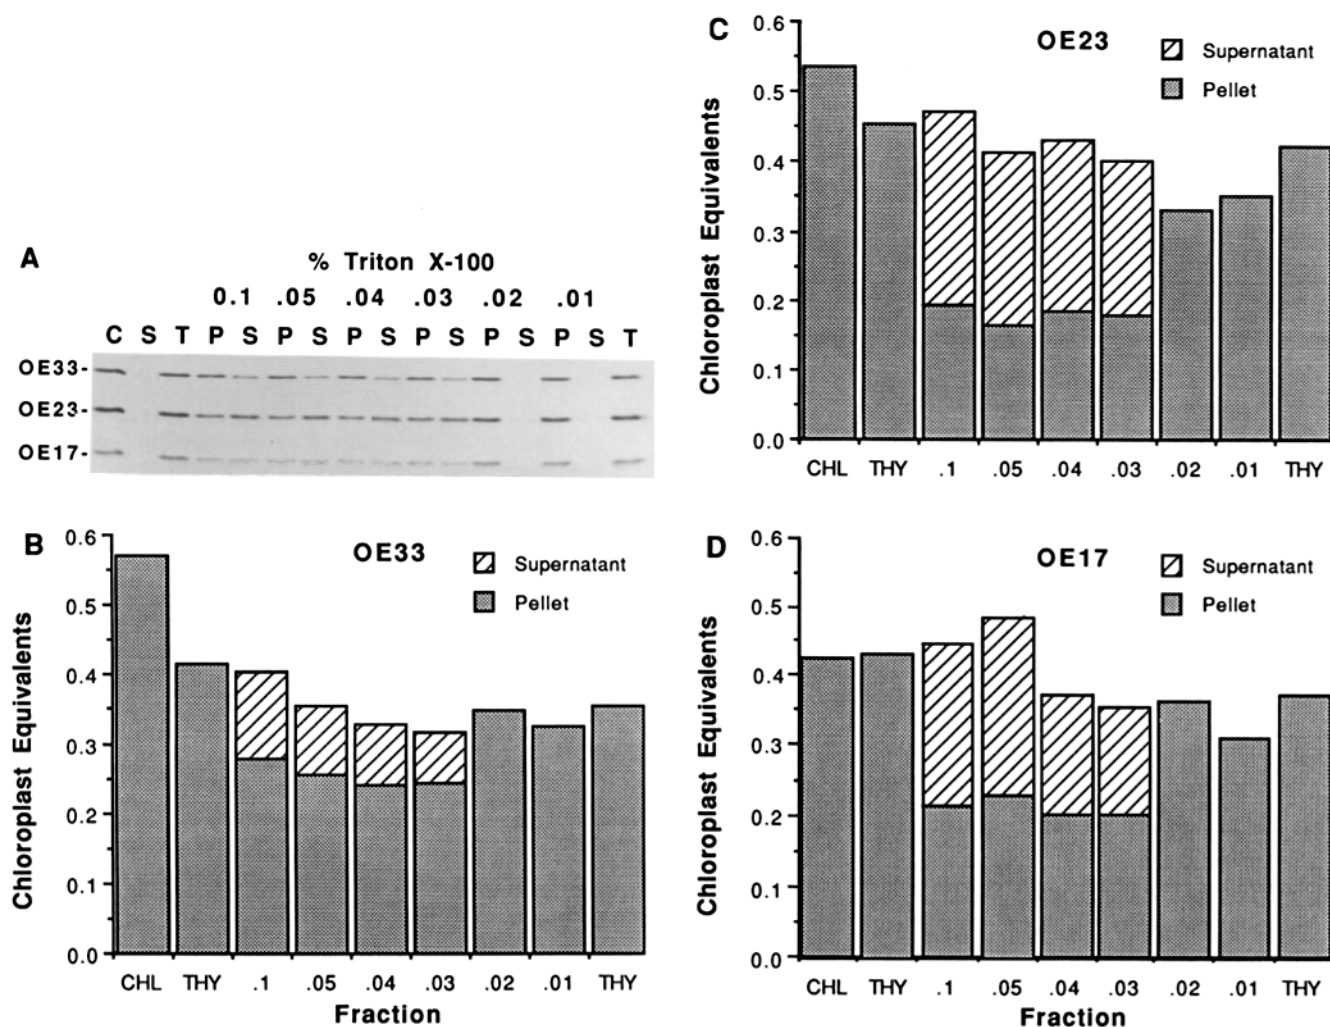 A
% Triton X-100
0.1 .05 .04 .03 .02 .01
C S T P S P S P S P S P S P S T
OE33-
OE23-
OE17-
B
OE33
Supernatant
Pellet
Chloroplast Equivalents
0.6
0.5
0.4
0.3
0.2
0.1
0.0
CHL THY .1 .05 .04 .03 .02 .01 THY
Fraction
C
OE23
Supernatant
Pellet
Chloroplast Equivalents
0.6
0.5
0.4
0.3
0.2
0.1
0.0
CHL THY .1 .05 .04 .03 .02 .01 THY
D
OE17
Supernatant
Pellet
Chloroplast Equivalents
0.6
0.5
0.4
0.3
0.2
0.1
0.0
CHL THY .1 .05 .04 .03 .02 .01 THY
Fraction